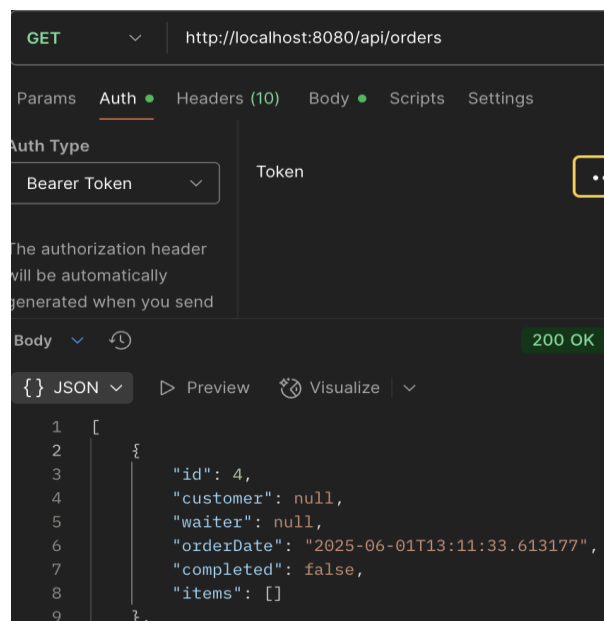 GET http://localhost:8080/api/orders
Params Auth Headers (10) Body Scripts Settings
Auth Type
Bearer Token
Token
The authorization header
will be automatically
generated when you send
Body 200 OK
{} JSON Preview Visualize
1 [
2 {
3 "id": 4,
4 "customer": null,
5 "waiter": null,
6 "orderDate": "2025-06-01T13:11:33.613177",
7 "completed": false,
8 "items": []
9 },